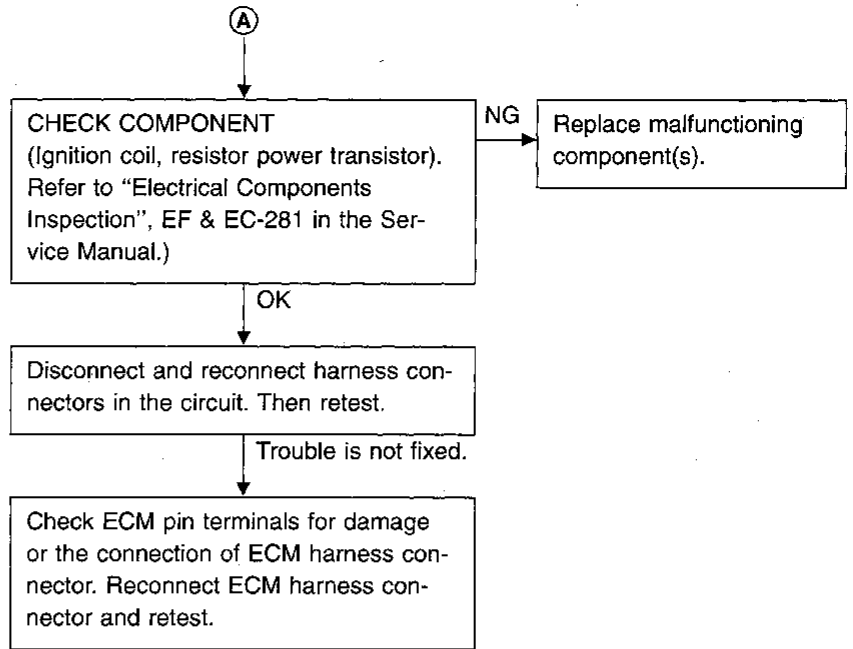 A
CHECK COMPONENT
(Ignition coil, resistor power transistor).
Refer to “Electrical Components
Inspection”, EF & EC-281 in the Ser-
vice Manual.)
NG
Replace malfunctioning
component(s).
OK
Disconnect and reconnect harness con-
nectors in the circuit. Then retest.
Trouble is not fixed.
Check ECM pin terminals for damage
or the connection of ECM harness con-
nector. Reconnect ECM harness con-
nector and retest.